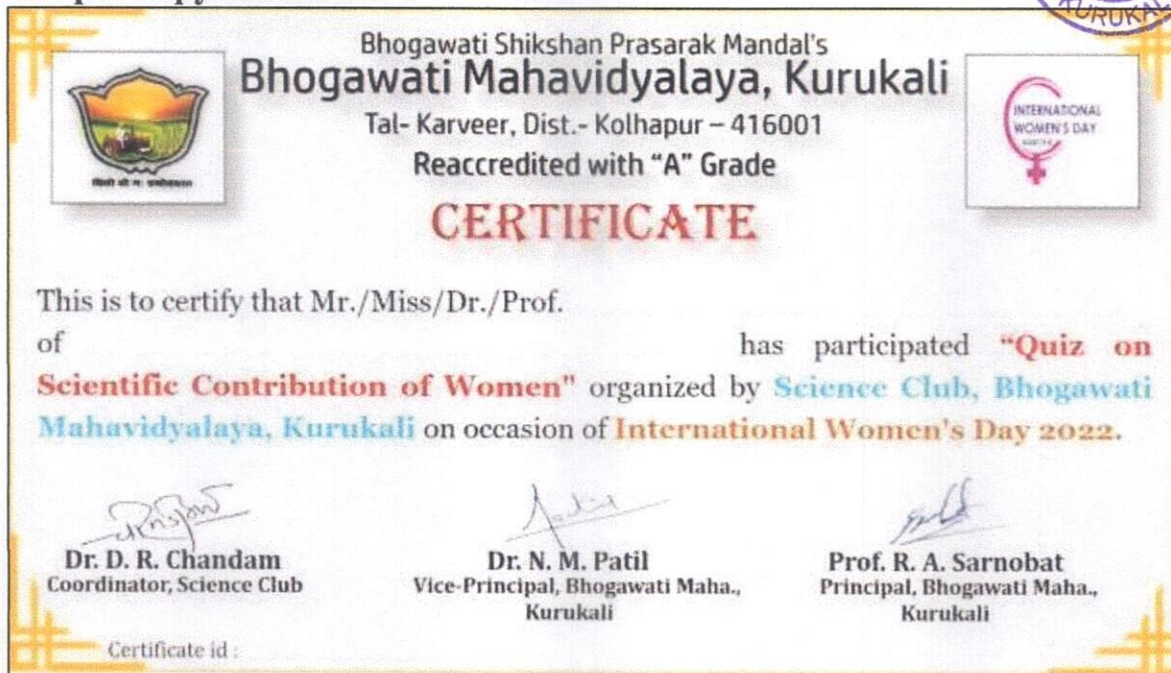 KURUKALI
Bhogawati Shikshan Prasarak Mandal's
Bhogawati Mahavidyalaya, Kurukali
Tal- Karveer, Dist.- Kolhapur – 416001
Reaccredited with "A" Grade
INTERNATIONAL
WOMEN'S DAY
CERTIFICATE
This is to certify that Mr./Miss/Dr./Prof.
of has participated "Quiz on
Scientific Contribution of Women" organized by Science Club, Bhogawati
Mahavidyalaya, Kurukali on occasion of International Women's Day 2022.
Dr. D. R. Chandam
Coordinator, Science Club
Dr. N. M. Patil
Vice-Principal, Bhogawati Maha.,
Kurukali
Prof. R. A. Sarnobat
Principal, Bhogawati Maha.,
Kurukali
Certificate id :